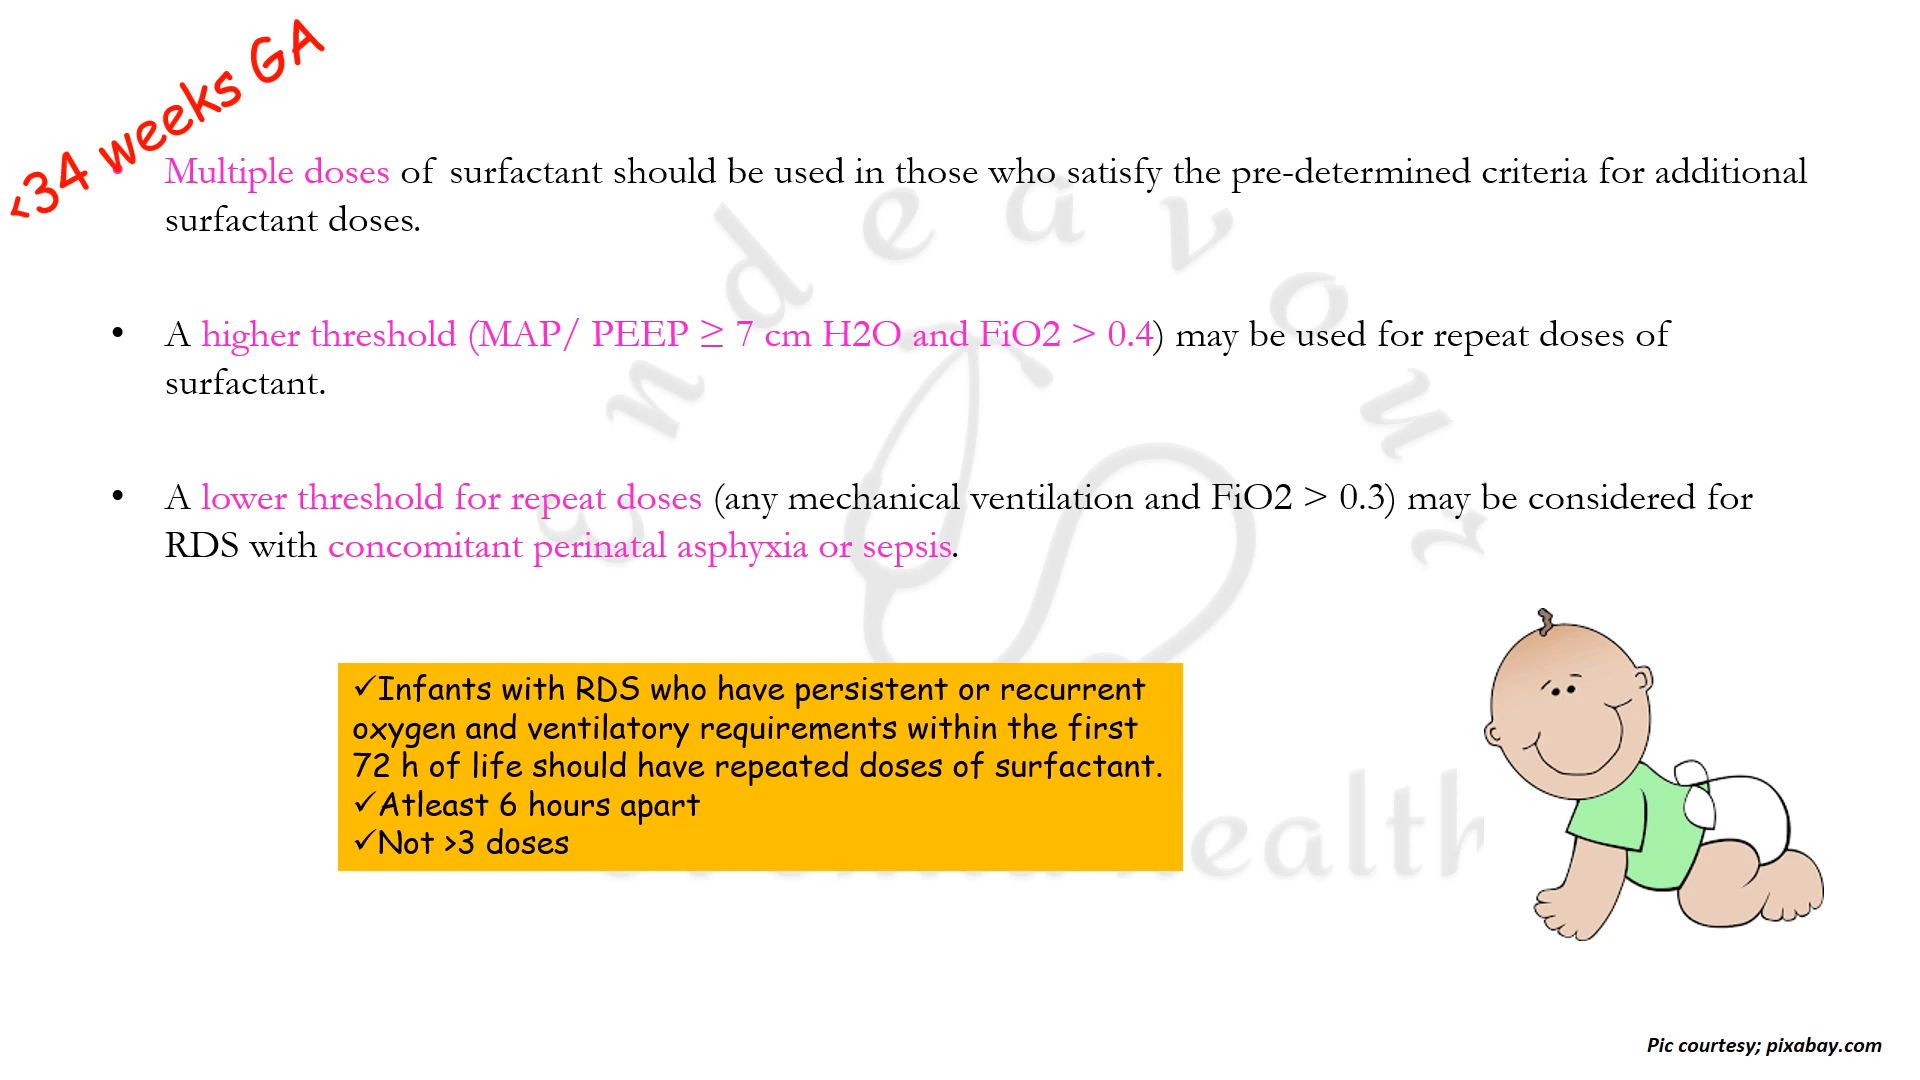 <34 weeks GA
• Multiple doses of surfactant should be used in those who satisfy the pre-determined criteria for additional
surfactant doses.
• A higher threshold (MAP/ PEEP ≥ 7 cm H2O and FiO2 > 0.4) may be used for repeat doses of
surfactant.
• A lower threshold for repeat doses (any mechanical ventilation and FiO2 > 0.3) may be considered for
RDS with concomitant perinatal asphyxia or sepsis.
✓Infants with RDS who have persistent or recurrent
oxygen and ventilatory requirements within the first
72 h of life should have repeated doses of surfactant.
✓Atleast 6 hours apart
✓Not >3 doses
Endeavour
health
Pic courtesy; pixabay.com